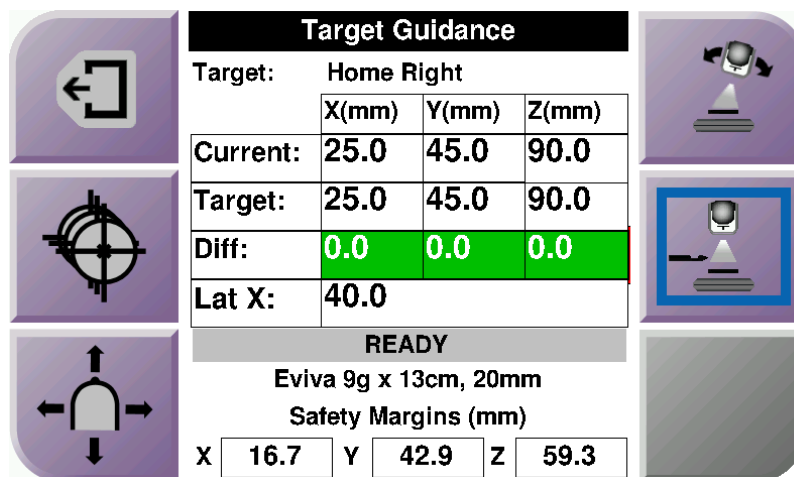 Target Guidance
Target: Home Right
X(mm) Y(mm) Z(mm)
Current: 25.0 45.0 90.0
Target: 25.0 45.0 90.0
Diff: 0.0 0.0 0.0
Lat X: 40.0
READY
Eviva 9g x 13cm, 20mm
Safety Margins (mm)
X 16.7 Y 42.9 Z 59.3